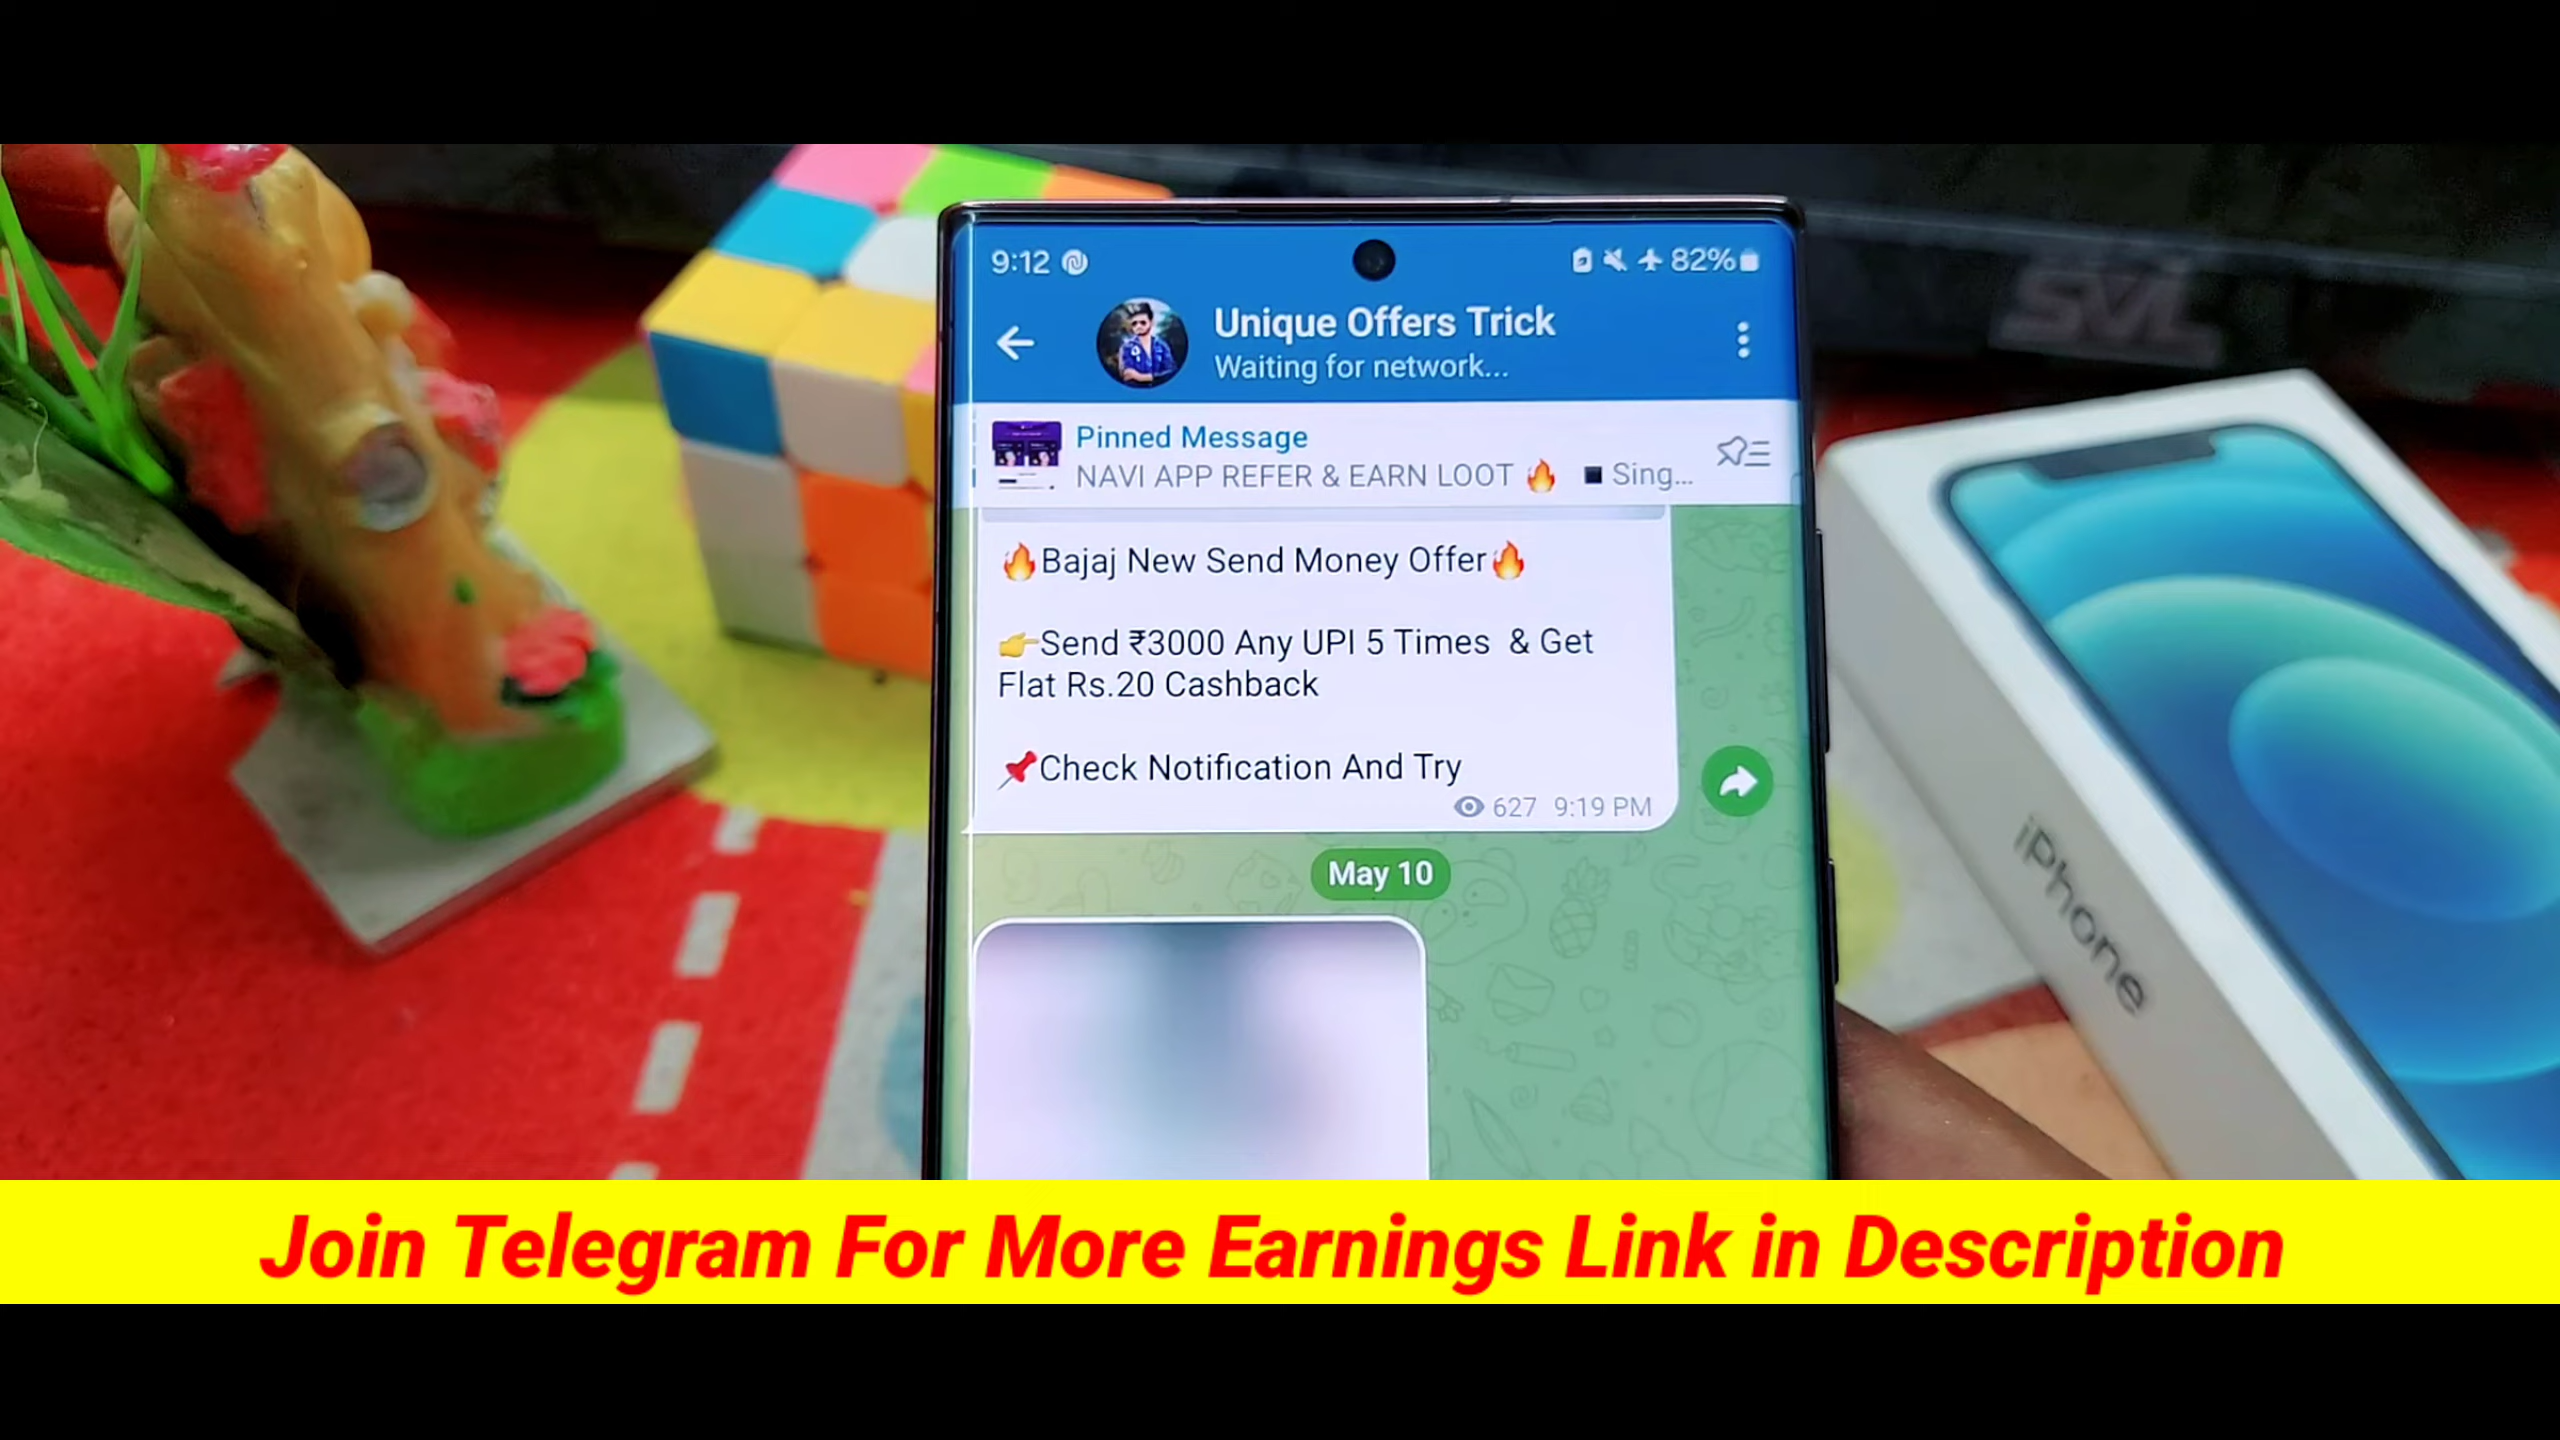 9:12
82%
Unique Offers Trick
Waiting for network...
Pinned Message
NAVI APP REFER & EARN LOOT 🔥 ■ Sing...
🔥Bajaj New Send Money Offer🔥
👉Send ₹3000 Any UPI 5 Times & Get
Flat Rs.20 Cashback
📌Check Notification And Try
627 9:19 PM
May 10
SVL
iPhone
Join Telegram For More Earnings Link in Description